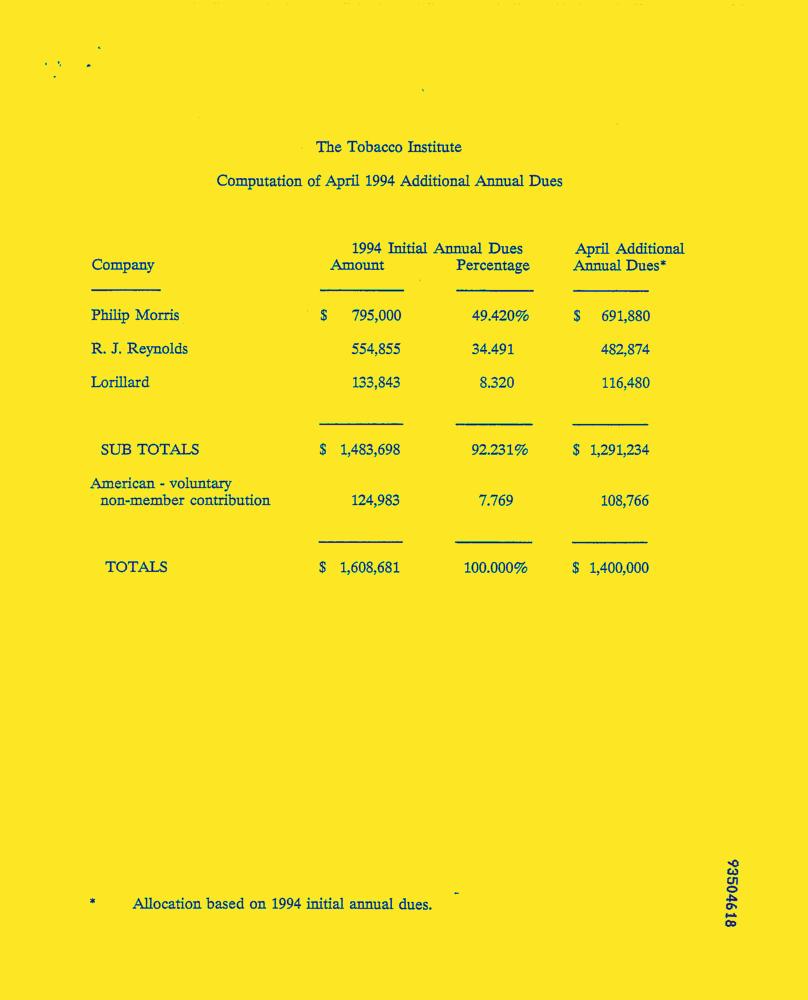 The Tobacco Institute
Computation of April 1994 Additional Annual Dues
1994 Initial Annual Dues April Additional
Company Amount Percentage Annual Dues*
Philip Morris $ 795,000 49.420% $ 691,880
R. J. Reynolds 554,855 34.491 482,874
Lorillard 133,843 8.320 116,480
SUB TOTALS $ 1,483,698 92.231% $ 1,291,234
American - voluntary
non-member contribution 124,983 7.769 108,766
TOTALS $ 1,608,681 100.000% $ 1,400,000
* Allocation based on 1994 initial annual dues.
93504618